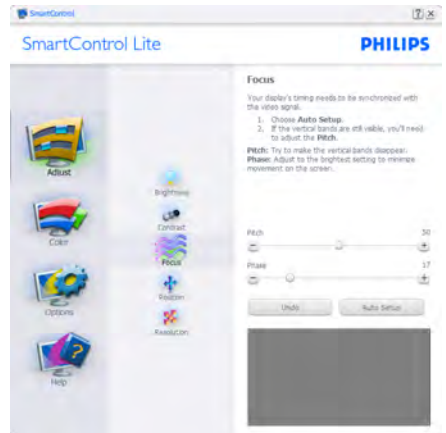 SmartControl
SmartControl Lite
PHILIPS
Adjust
Color
Options
Help
Brightness
Contrast
Focus
Position
Resolution
Focus
Your display's timing needs to be synchronized with
the video signal.
1. Choose Auto Setup.
2. If the vertical bands are still visible, you'll need
to adjust the Pitch.
Pitch: Try to make the vertical bands disappear.
Phase: Adjust to the brightest setting to minimize
movement on the screen.
Pitch 50
Phase 17
Undo
Auto Setup